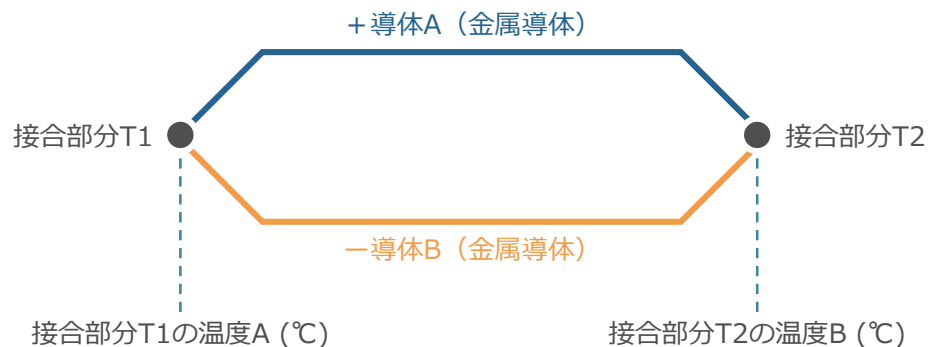 ＋導体A（金属導体）
接合部分T1
接合部分T2
－導体B（金属導体）
接合部分T1の温度A (℃)
接合部分T2の温度B (℃)